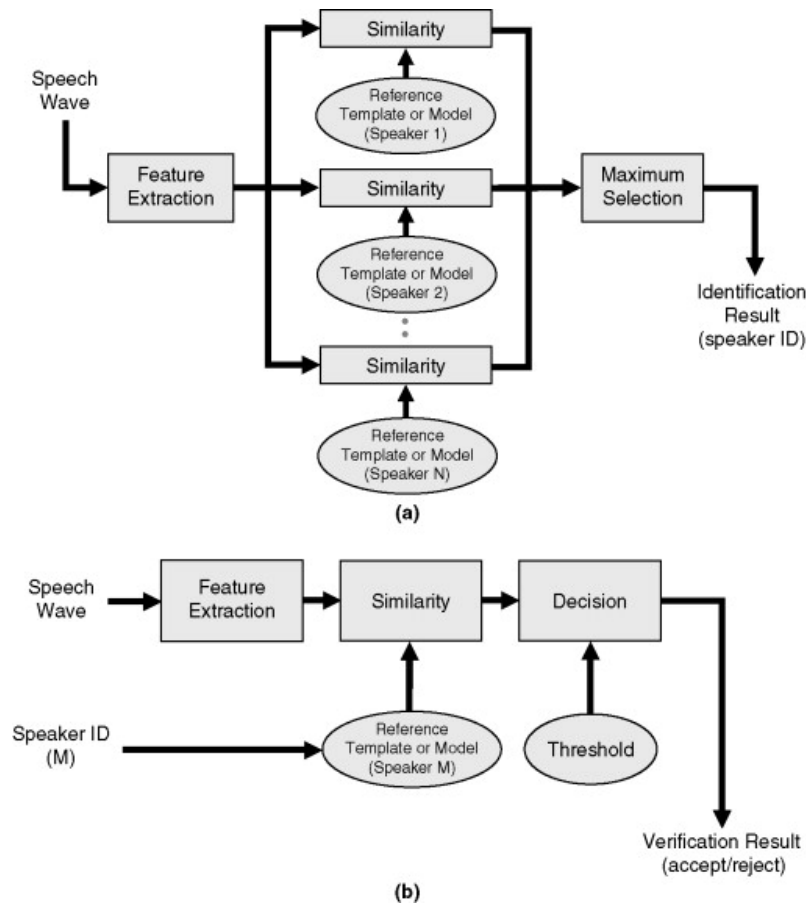 Speech
Wave
Feature
Extraction
Similarity
Reference
Template or Model
(Speaker 1)
Similarity
Reference
Template or Model
(Speaker 2)
Similarity
Reference
Template or Model
(Speaker N)
Maximum
Selection
Identification
Result
(speaker ID)
(a)
Speech
Wave
Feature
Extraction
Similarity
Decision
Speaker ID
(M)
Reference
Template or Model
(Speaker M)
Threshold
Verification Result
(accept/reject)
(b)